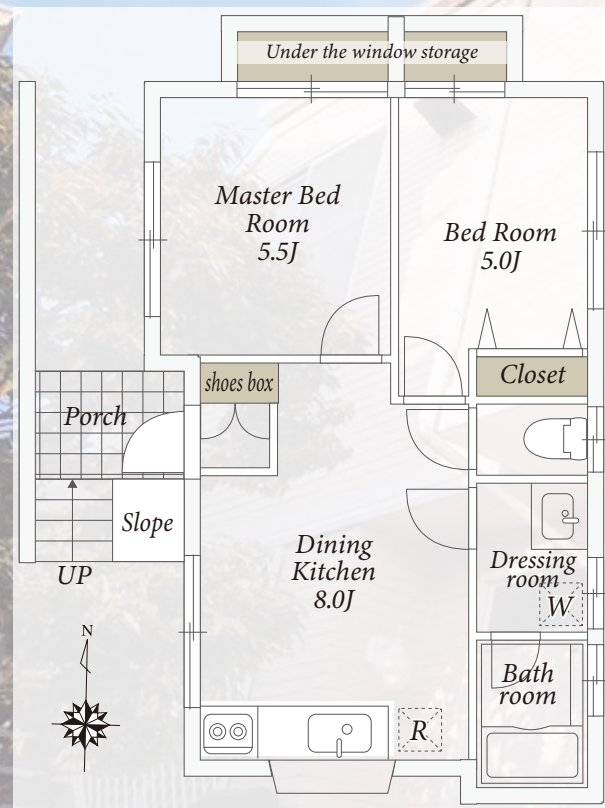 Under the window storage
Master Bed
Room
5.5J
Bed Room
5.0J
shoes box
Closet
Porch
Slope
UP
Dining
Kitchen
8.0J
Dressing
room
W
Bath
room
R
N